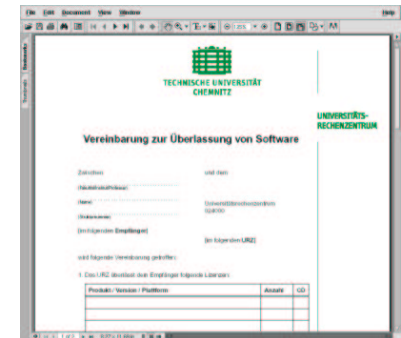 File Edit Document View Window Help
TECHNISCHE UNIVERSITÄT
CHEMNITZ
UNIVERSITÄTS-
RECHENZENTRUM
Vereinbarung zur Überlassung von Software
Zwischen und dem
(Name)
Universitätsrechenzentrum
(im folgenden Empfänger)
(im folgenden URZ)
wird folgende Vereinbarung getroffen:
1. Das URZ überlässt dem Empfänger folgende Lizenzen:
Produkt / Version / Plattform Anzahl CD